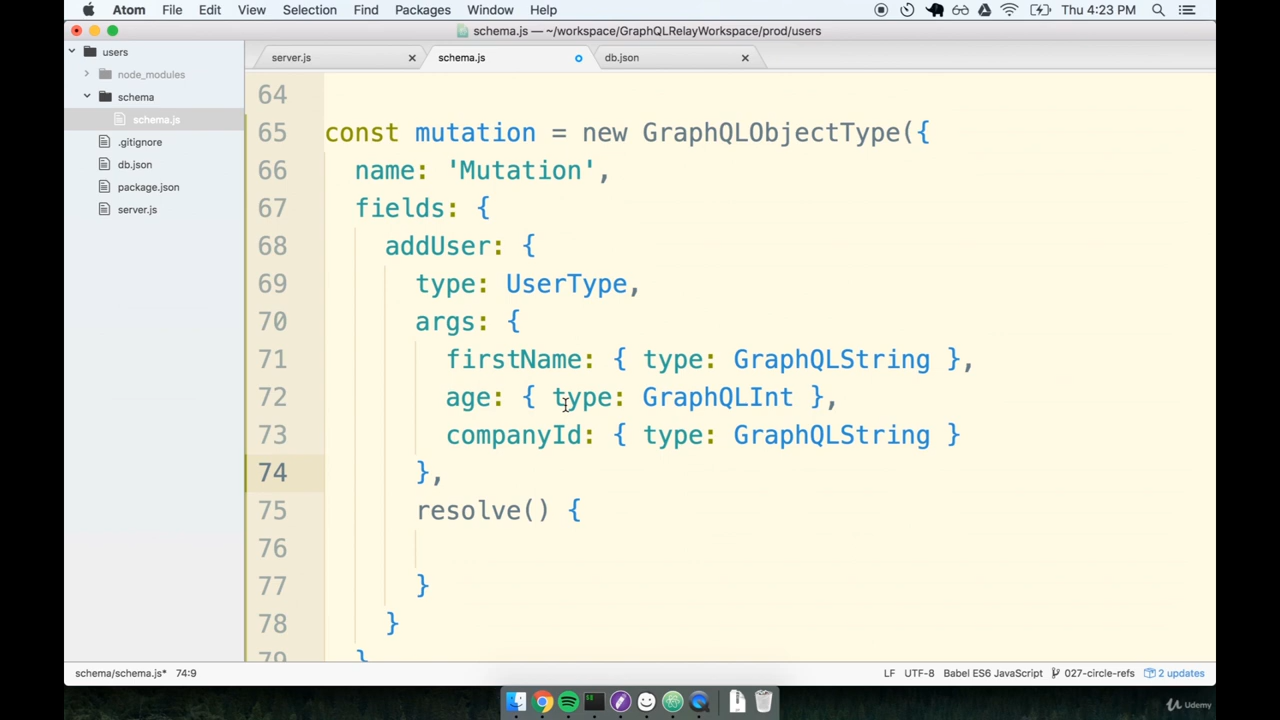 Atom File Edit View Selection Find Packages Window Help Thu 4:23 PM
schema.js — ~/workspace/GraphQLRelayWorkspace/prod/users
users
node_modules
schema
schema.js
.gitignore
db.json
package.json
server.js
server.js schema.js db.json
64
65 const mutation = new GraphQLObjectType({
66 name: 'Mutation',
67 fields: {
68 addUser: {
69 type: UserType,
70 args: {
71 firstName: { type: GraphQLString },
72 age: { type: GraphQLInt },
73 companyId: { type: GraphQLString }
74 },
75 resolve() {
76
77 }
78 }
79 }
schema/schema.js* 74:9 LF UTF-8 Babel ES6 JavaScript 027-circle-refs 2 updates
Udemy